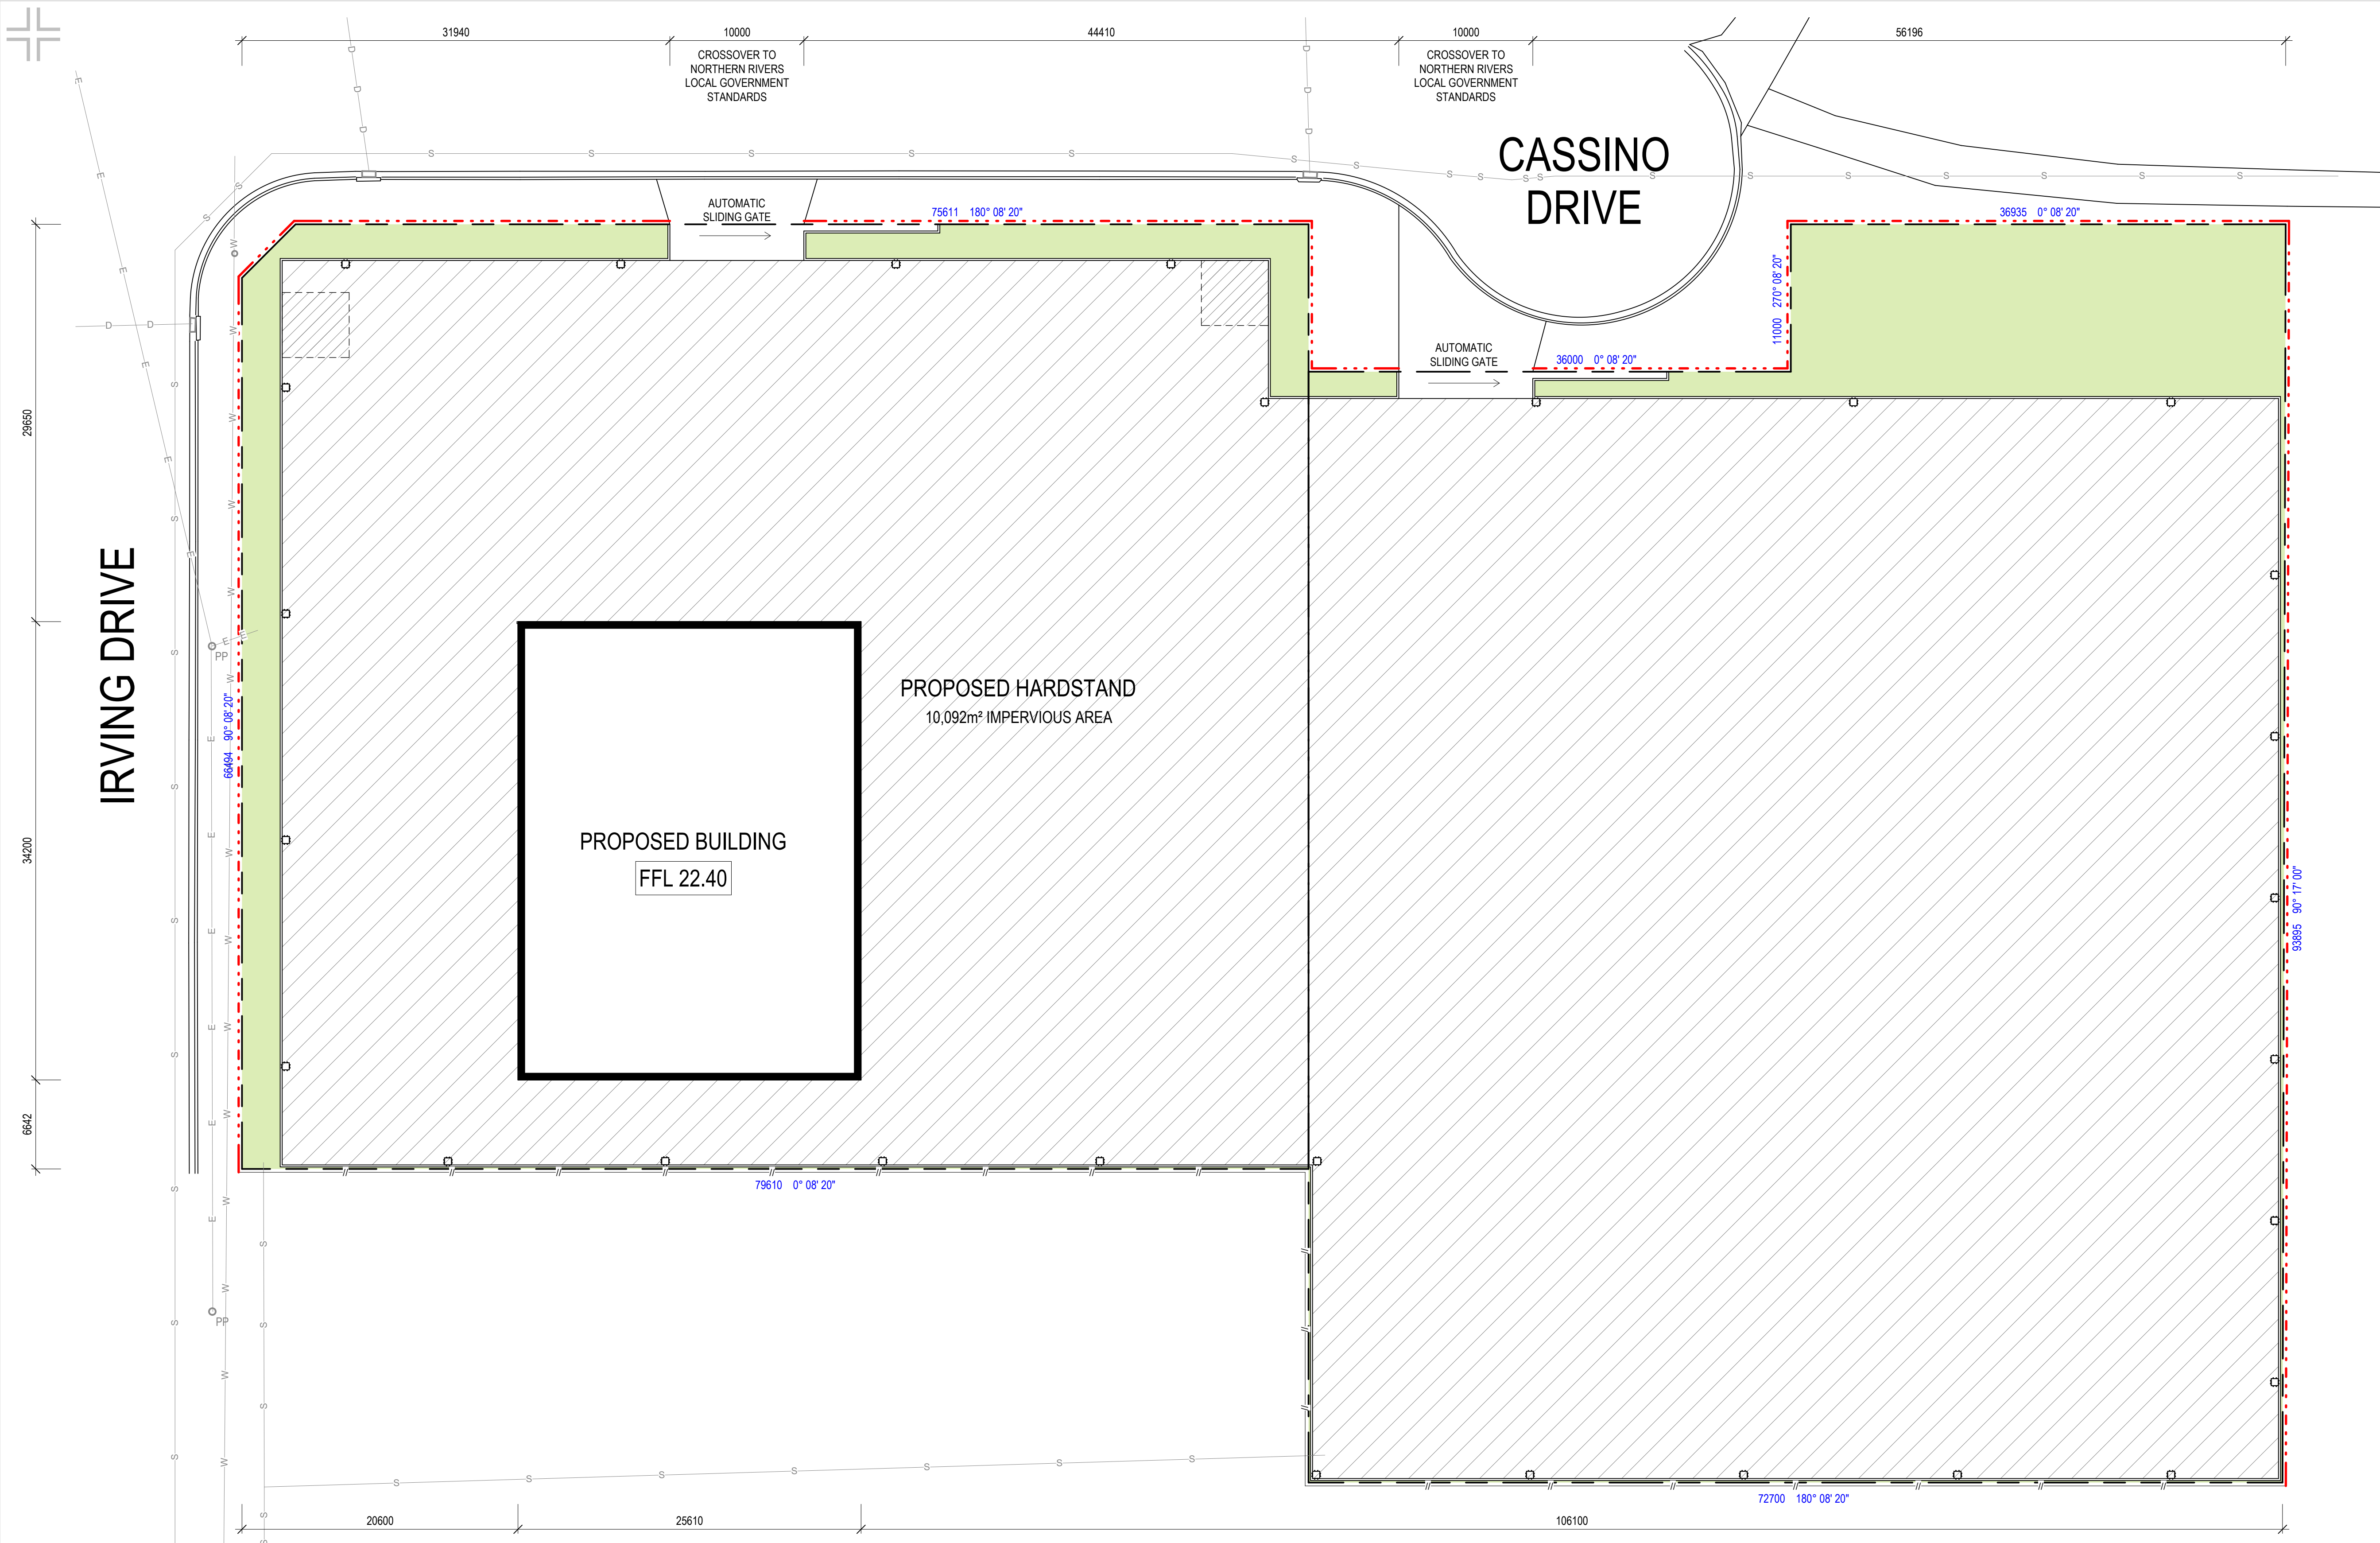 31940
10000
44410
10000
56196
CROSSOVER TO
NORTHERN RIVERS
LOCAL GOVERNMENT
STANDARDS
CROSSOVER TO
NORTHERN RIVERS
LOCAL GOVERNMENT
STANDARDS
CASSINO
DRIVE
AUTOMATIC
SLIDING GATE
75611 180° 08' 20"
36935 0° 08' 20"
11000 270° 08' 20"
AUTOMATIC
SLIDING GATE
36000 0° 08' 20"
29650
IRVING DRIVE
PP
66494 90° 08' 20"
PROPOSED HARDSTAND
10,092m² IMPERVIOUS AREA
PROPOSED BUILDING
FFL 22.40
34200
93895 90° 17' 00"
6642
79610 0° 08' 20"
PP
72700 180° 08' 20"
20600
25610
106100